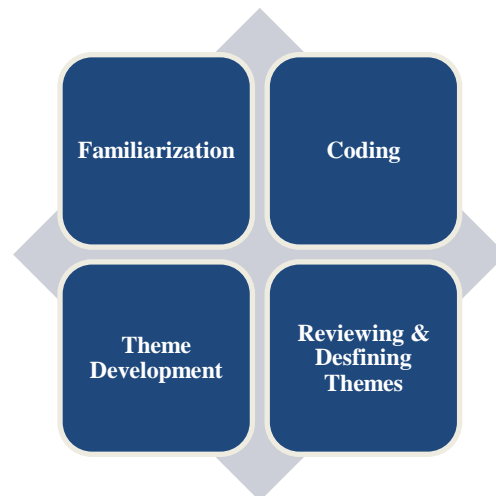 Familiarization
Coding
Theme
Development
Reviewing &
Desfining
Themes